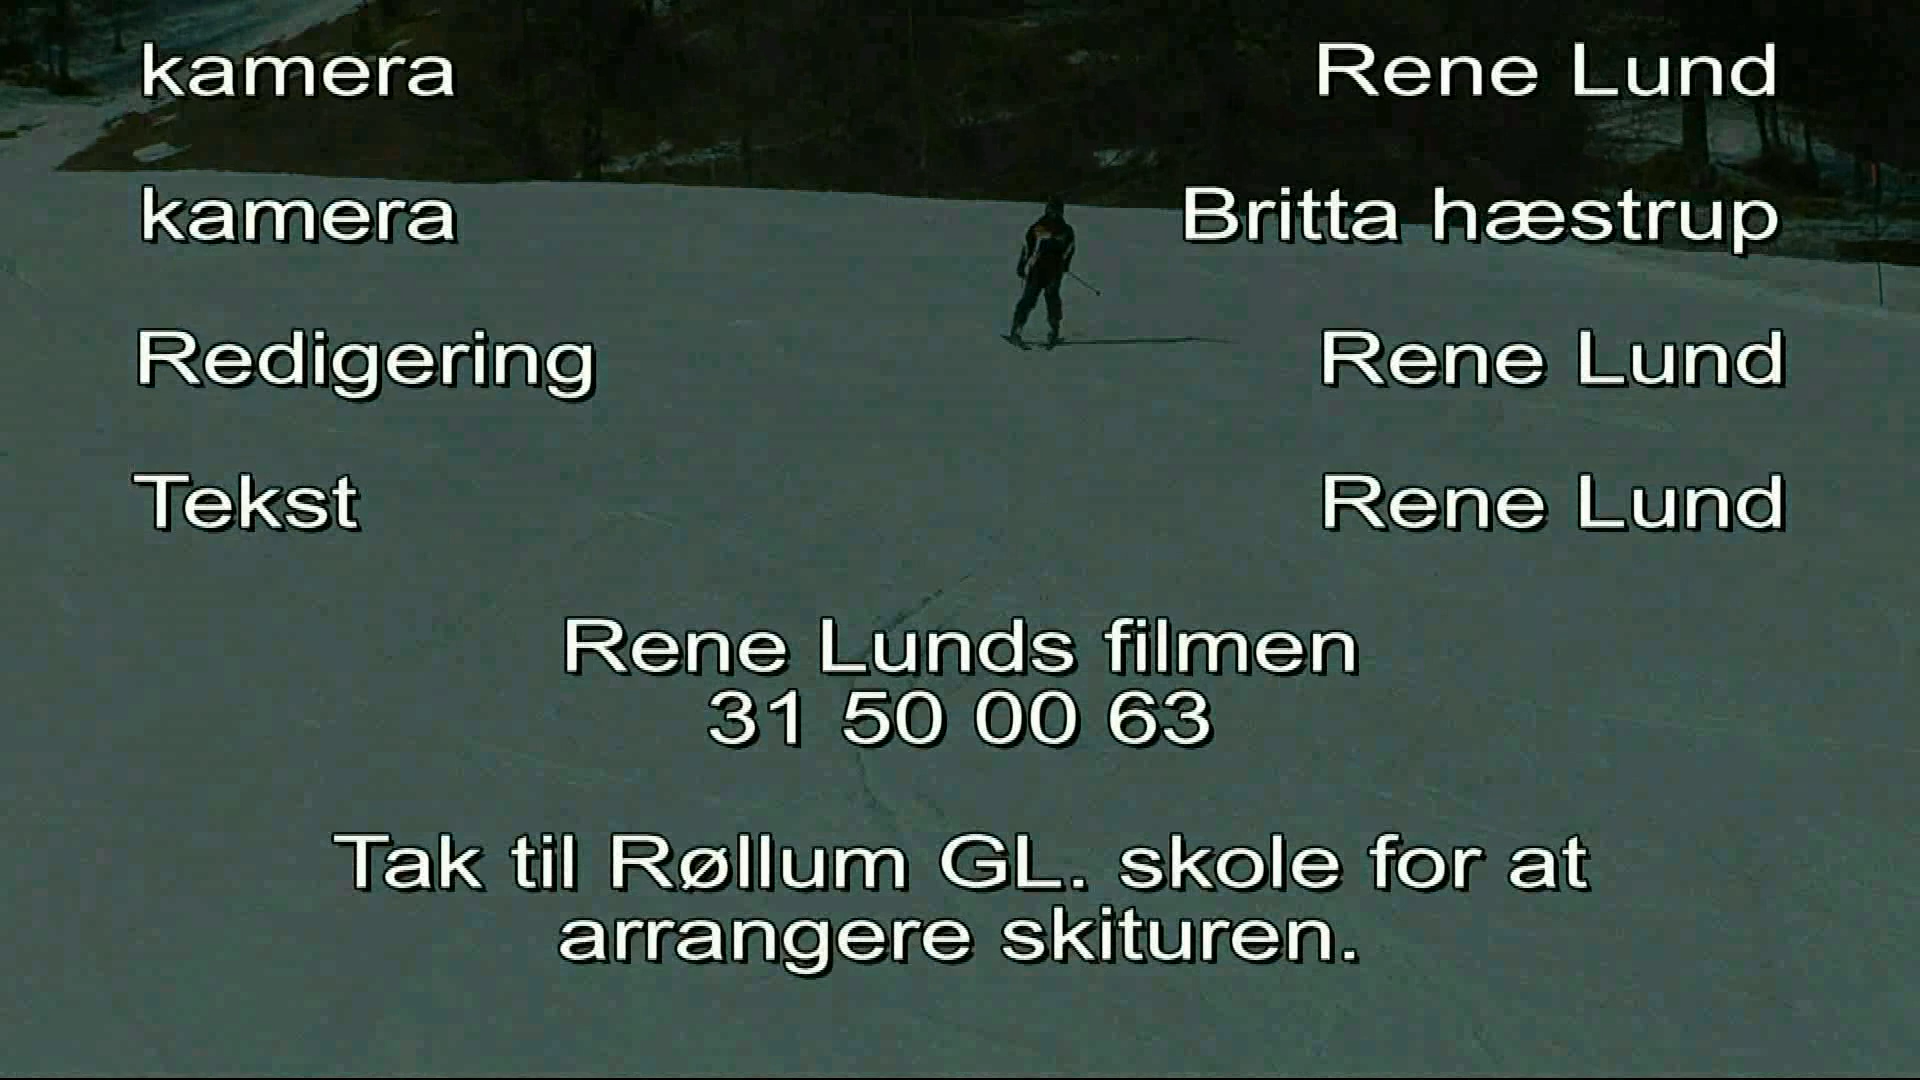 kamera Rene Lund
kamera Britta hæstrup
Redigering Rene Lund
Tekst Rene Lund
Rene Lunds filmen
31 50 00 63
Tak til Røllum GL. skole for at
arrangere skituren.